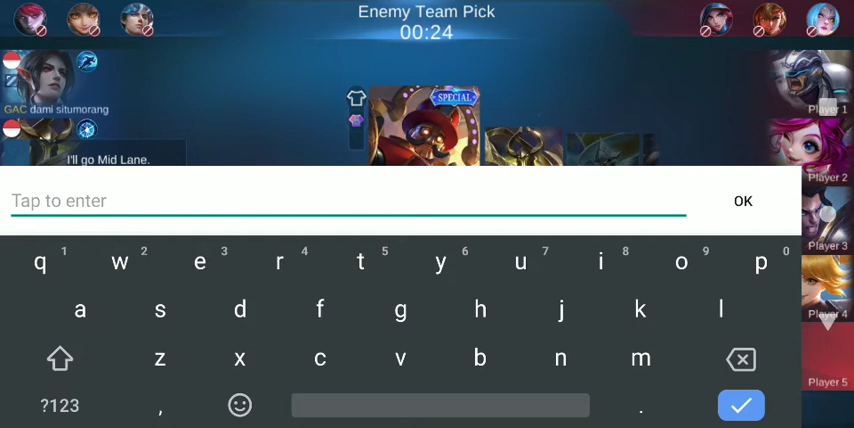 Enemy Team Pick
00:24
GAC dami situmorang
SPECIAL
I'll go Mid Lane.
Player 1
Player 2
Player 3
Player 4
Player 5
Tap to enter
OK
q 1 w 2 e 3 r 4 t 5 y 6 u 7 i 8 o 9 p 0
a s d f g h j k l
z x c v b n m
?123 , .